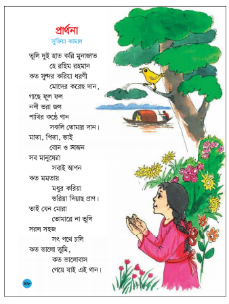 প্রার্থনা
সুফিয়া কামাল
তুলি দুই হাত করি মুনাজাত
হে রহিম রহমান
কত সুন্দর করিয়া ধরণী
মোদের করেছ দান,
গাছে ফুল ফল
নদী ভরা জল
পাখির কণ্ঠে গান
সকলি তোমার দান।
মাতা, পিতা, ভাই
বোন ও স্বজন
সব মানুষেরা
সবাই আপন
কত মমতায়
মধুর করিয়া
ভরিয়া দিয়াছ প্রাণ।
তাই যেন মোরা
তোমারে না ভুলি
সরল সহজ
সৎ পথে চলি
কত ভালো তুমি,
কত ভালোবাস
গেয়ে যাই এই গান।